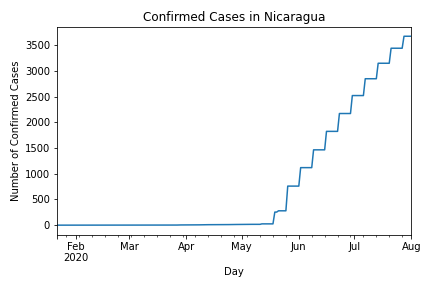 Confirmed Cases in Nicaragua
Number of Confirmed Cases
3500
3000
2500
2000
1500
1000
500
0
Feb Mar Apr May Jun Jul Aug
2020
Day